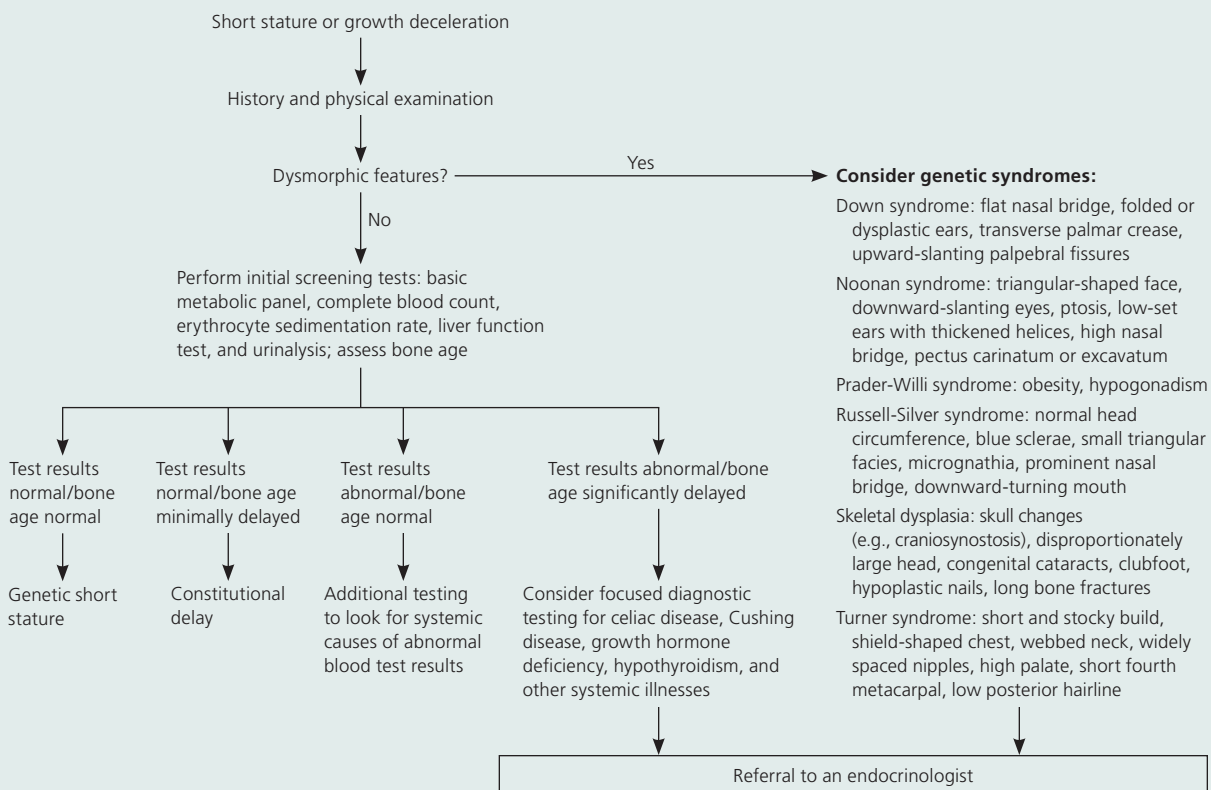 Short stature or growth deceleration
History and physical examination
Dysmorphic features?
Yes
No
Consider genetic syndromes:
Down syndrome: flat nasal bridge, folded or
dysplastic ears, transverse palmar crease,
upward-slanting palpebral fissures
Noonan syndrome: triangular-shaped face,
downward-slanting eyes, ptosis, low-set
ears with thickened helices, high nasal
bridge, pectus carinatum or excavatum
Prader-Willi syndrome: obesity, hypogonadism
Russell-Silver syndrome: normal head
circumference, blue sclerae, small triangular
facies, micrognathia, prominent nasal
bridge, downward-turning mouth
Skeletal dysplasia: skull changes
(e.g., craniosynostosis), disproportionately
large head, congenital cataracts, clubfoot,
hypoplastic nails, long bone fractures
Turner syndrome: short and stocky build,
shield-shaped chest, webbed neck, widely
spaced nipples, high palate, short fourth
metacarpal, low posterior hairline
Perform initial screening tests: basic
metabolic panel, complete blood count,
erythrocyte sedimentation rate, liver function
test, and urinalysis; assess bone age
Test results
normal/bone
age normal
Test results
normal/bone age
minimally delayed
Test results
abnormal/bone
age normal
Test results abnormal/bone
age significantly delayed
Genetic short
stature
Constitutional
delay
Additional testing
to look for systemic
causes of abnormal
blood test results
Consider focused diagnostic
testing for celiac disease, Cushing
disease, growth hormone
deficiency, hypothyroidism, and
other systemic illnesses
Referral to an endocrinologist